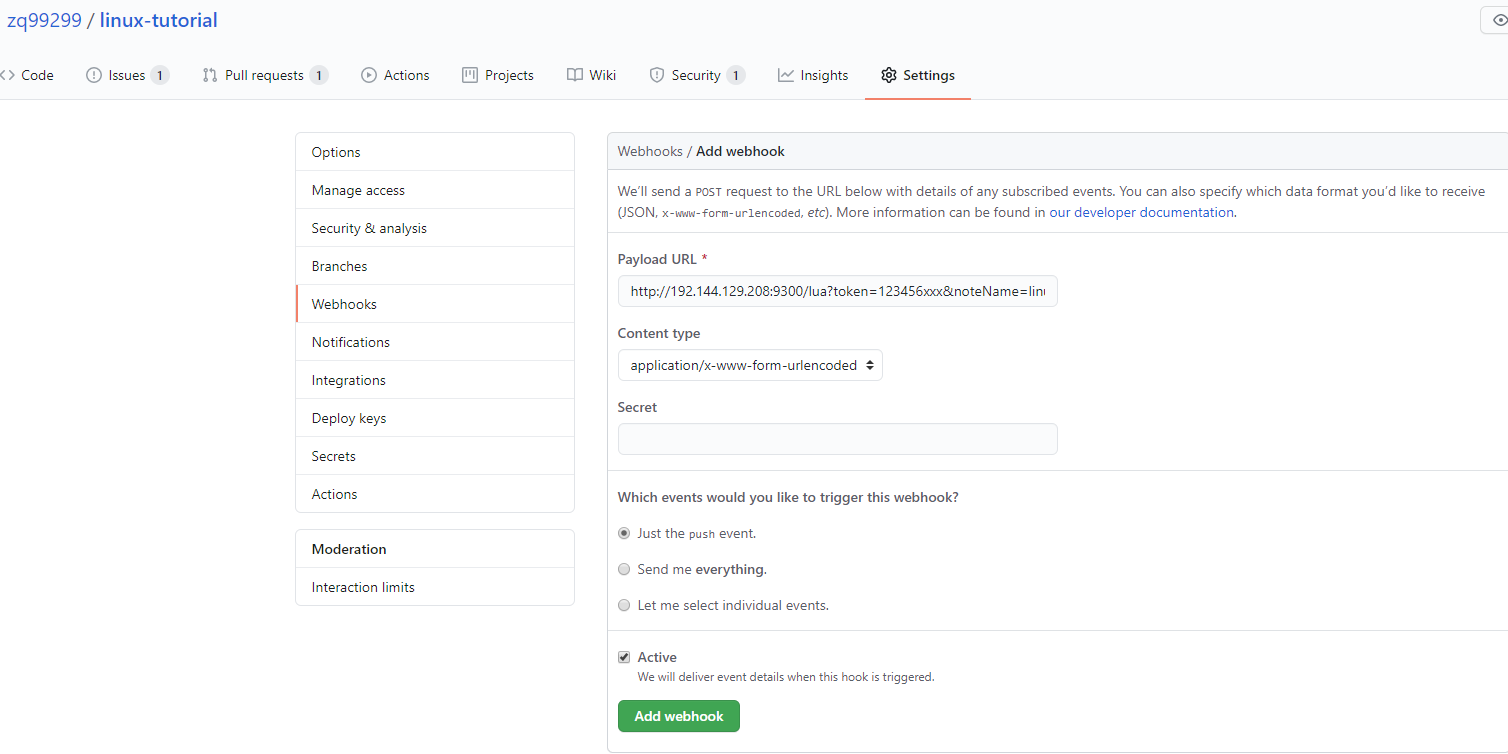 zq99299 / linux-tutorial
Code Issues 1 Pull requests 1 Actions Projects Wiki Security 1 Insights Settings
Options
Manage access
Security & analysis
Branches
Webhooks
Notifications
Integrations
Deploy keys
Secrets
Actions
Moderation
Interaction limits
Webhooks / Add webhook
We'll send a POST request to the URL below with details of any subscribed events. You can also specify which data format you'd like to receive
(JSON, x-www-form-urlencoded, etc). More information can be found in our developer documentation.
Payload URL *
http://192.144.129.208:9300/lua?token=123456xxx&noteName=linu
Content type
application/x-www-form-urlencoded
Secret
Which events would you like to trigger this webhook?
Just the push event.
Send me everything.
Let me select individual events.
Active
We will deliver event details when this hook is triggered.
Add webhook